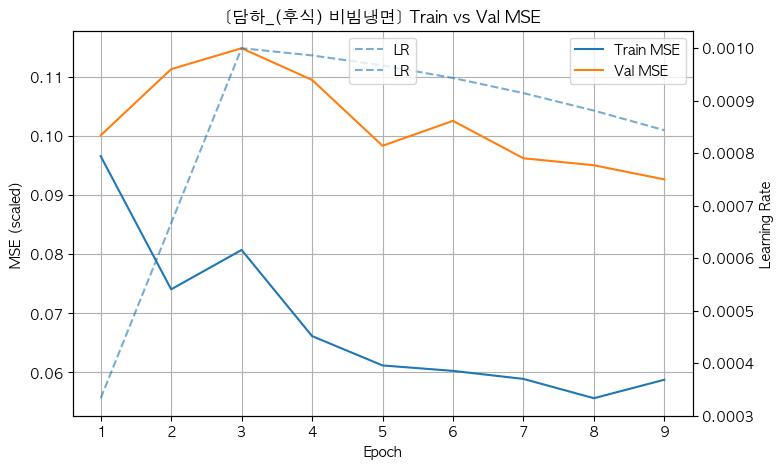 [담하_(후식) 비빔냉면] Train vs Val MSE
LR
LR
Train MSE
Val MSE
MSE (scaled)
0.11
0.10
0.09
0.08
0.07
0.06
0.0010
0.0009
0.0008
0.0007
0.0006
0.0005
0.0004
0.0003
Learning Rate
1 2 3 4 5 6 7 8 9
Epoch